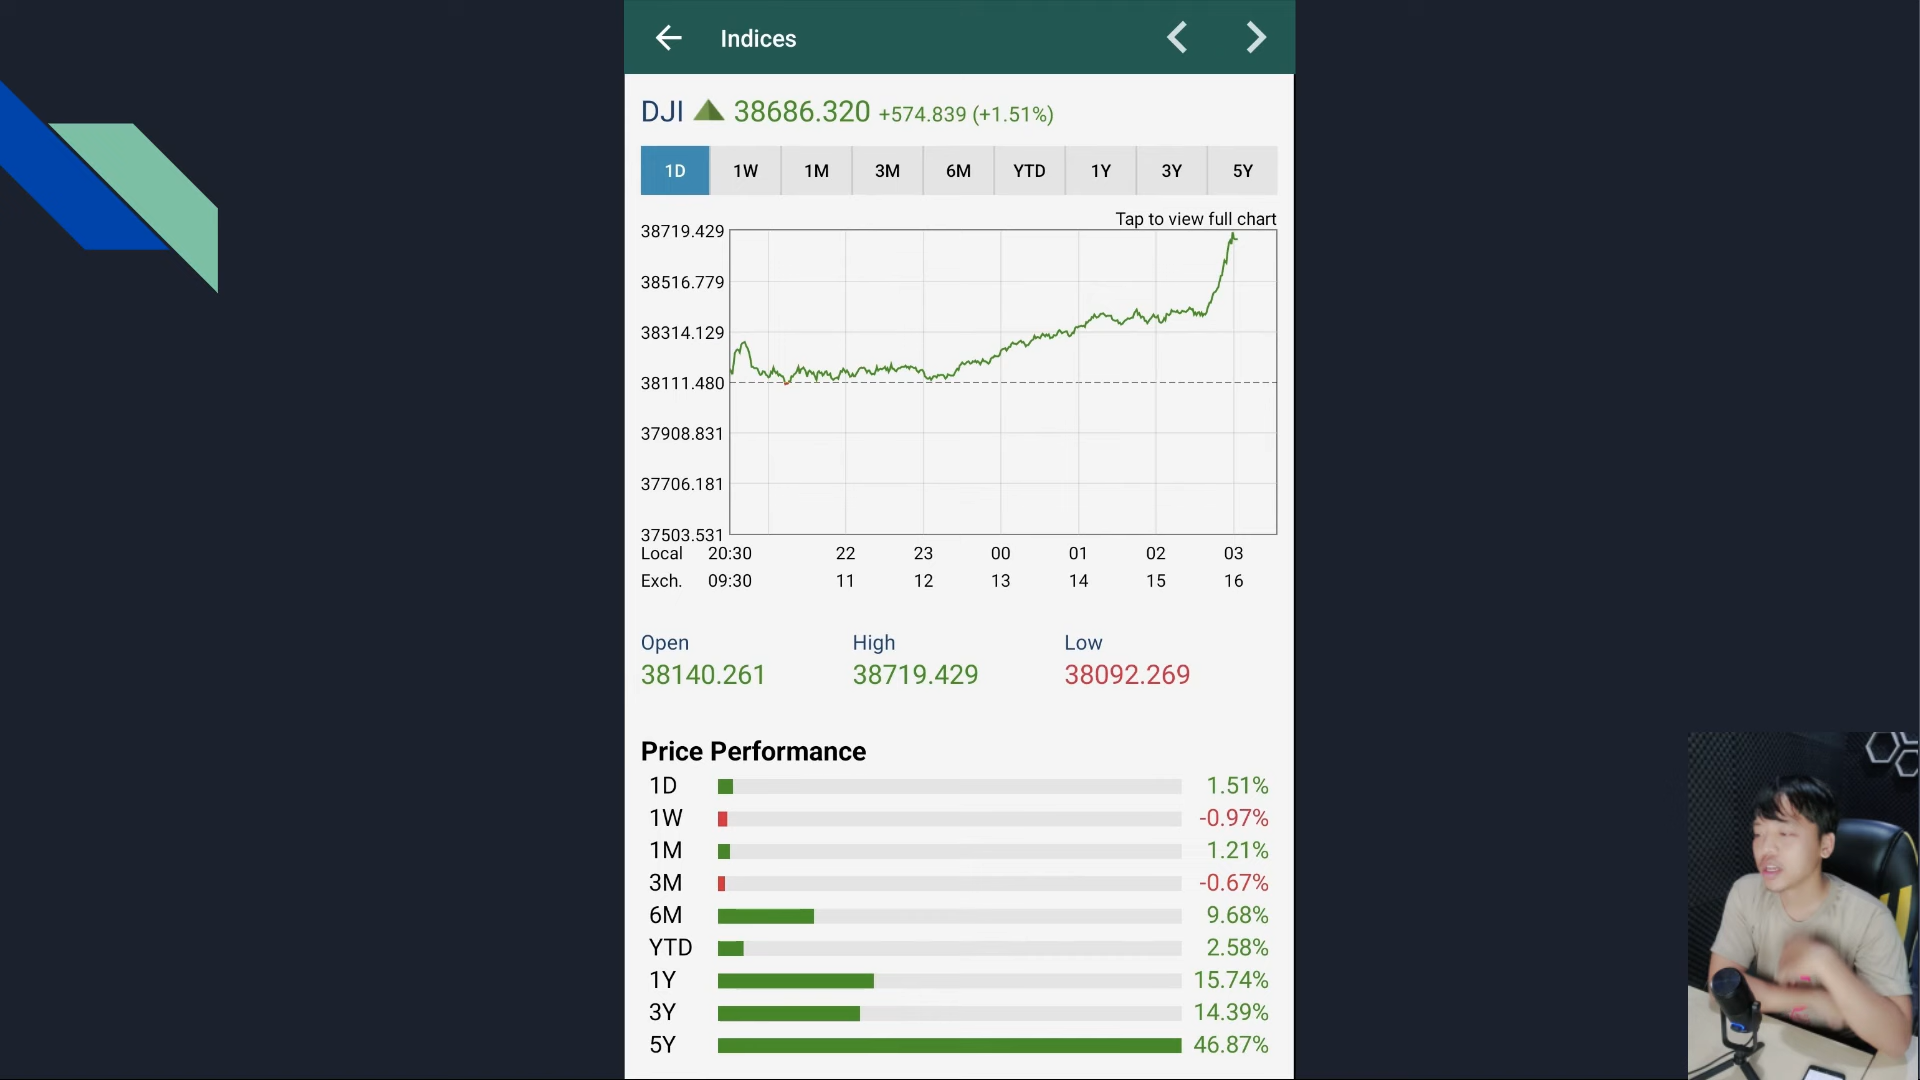 Indices
DJI 38686.320 +574.839 (+1.51%)
1D 1W 1M 3M 6M YTD 1Y 3Y 5Y
Tap to view full chart
38719.429
38516.779
38314.129
38111.480
37908.831
37706.181
37503.531
Local 20:30 22 23 00 01 02 03
Exch. 09:30 11 12 13 14 15 16
Open High Low
38140.261 38719.429 38092.269
Price Performance
1D 1.51%
1W -0.97%
1M 1.21%
3M -0.67%
6M 9.68%
YTD 2.58%
1Y 15.74%
3Y 14.39%
5Y 46.87%